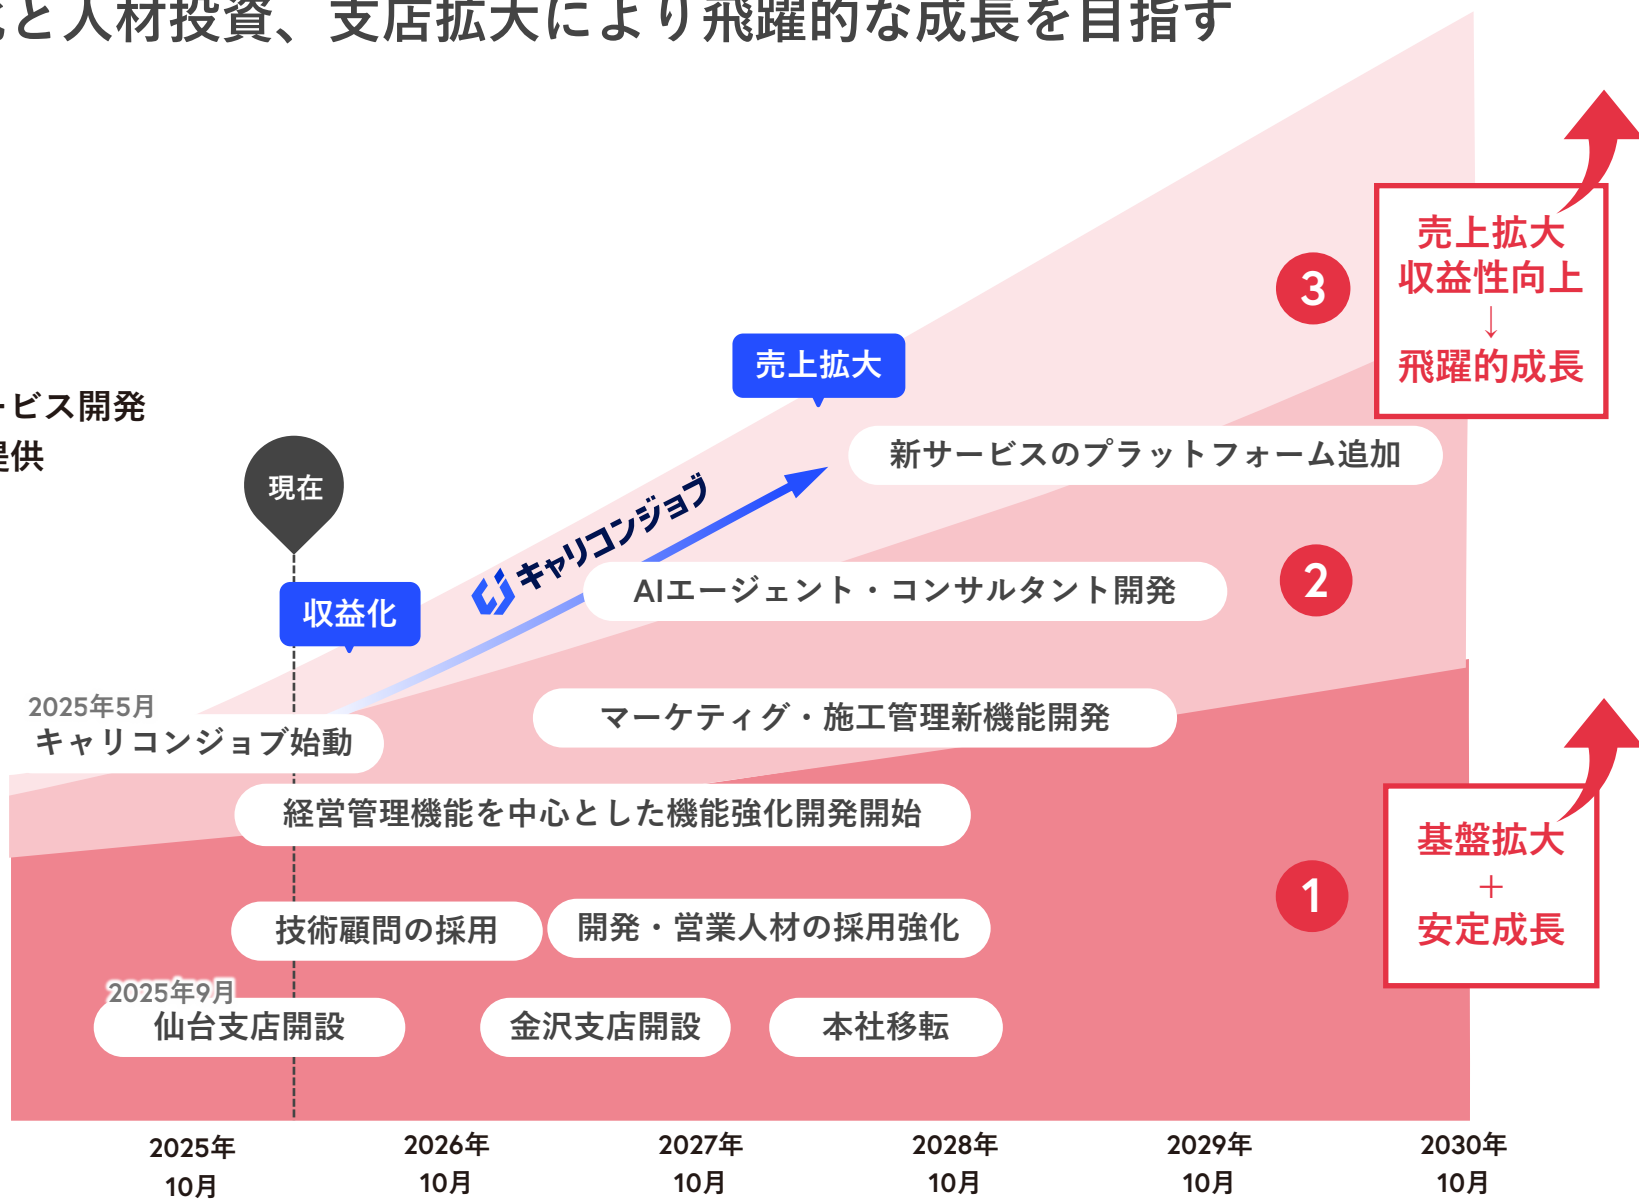 と人材投資、支店拡大により飛躍的な成長を目指す
売上拡大
収益性向上
↓
飛躍的成長
3
売上拡大
ービス開発
提供
新サービスのプラットフォーム追加
現在
キャリコンジョブ
AIエージェント・コンサルタント開発
2
収益化
2025年5月
キャリコンジョブ始動
マーケティグ・施工管理新機能開発
経営管理機能を中心とした機能強化開発開始
基盤拡大
＋
安定成長
1
技術顧問の採用
開発・営業人材の採用強化
2025年9月
仙台支店開設
金沢支店開設
本社移転
2025年
10月
2026年
10月
2027年
10月
2028年
10月
2029年
10月
2030年
10月